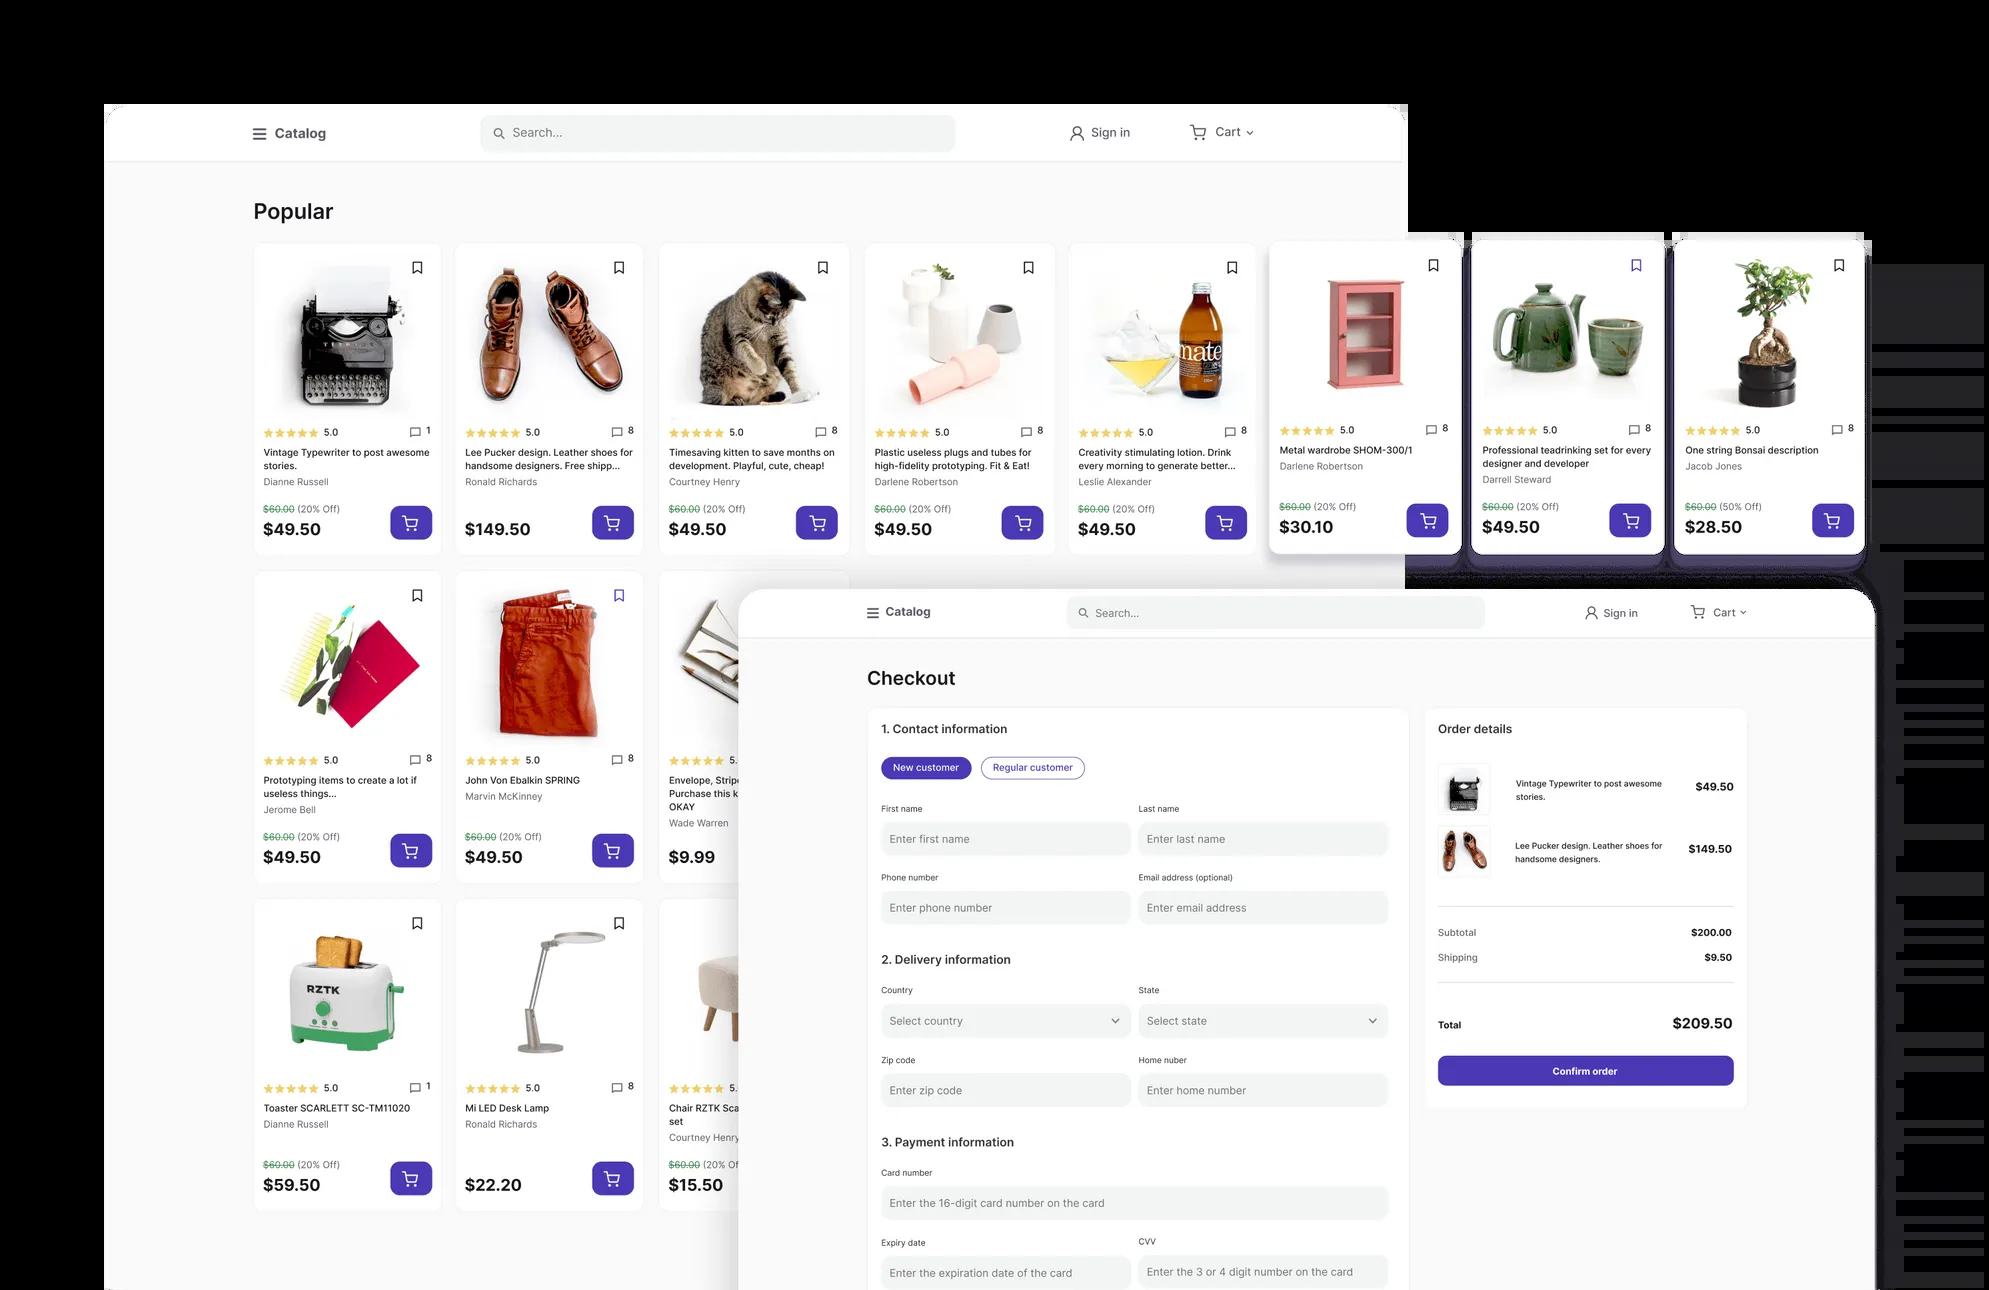 Catalog
Search...
Sign in
Cart
Popular
5.0
1
Vintage Typewriter to post awesome
stories.
Dianne Russell
$60.00 (20% Off)
$49.50
5.0
8
Lee Pucker design. Leather shoes for
handsome designers. Free shipp...
Ronald Richards
$149.50
5.0
8
Timesaving kitten to save months on
development. Playful, cute, cheap!
Courtney Henry
$60.00 (20% Off)
$49.50
5.0
8
Plastic useless plugs and tubes for
high-fidelity prototyping. Fit & Eat!
Darlene Robertson
$60.00 (20% Off)
$49.50
mate
5.0
8
Creativity stimulating lotion. Drink
every morning to generate better...
Leslie Alexander
$60.00 (20% Off)
$49.50
5.0
8
Metal wardrobe SHOM-300/1
Darlene Robertson
$60.00 (20% Off)
$30.10
5.0
8
Professional teadrinking set for every
designer and developer
Darrell Steward
$60.00 (20% Off)
$49.50
5.0
8
One string Bonsai description
Jacob Jones
$60.00 (50% Off)
$28.50
5.0
8
Prototyping items to create a lot if
useless things...
Jerome Bell
$60.00 (20% Off)
$49.50
5.0
8
John Von Ebalkin SPRING
Marvin McKinney
$60.00 (20% Off)
$49.50
5.
Envelope, Stripe
Purchase this k
OKAY
Wade Warren
$9.99
RZTK
5.0
1
Toaster SCARLETT SC-TM11020
Dianne Russell
$60.00 (20% Off)
$59.50
5.0
8
Mi LED Desk Lamp
Ronald Richards
$22.20
5.
Chair RZTK Sca
set
Courtney Henry
$60.00 (20% Of
$15.50
Catalog
Search...
Sign in
Cart
Checkout
1. Contact information
New customer
Regular customer
First name
Last name
Enter first name
Enter last name
Phone number
Email address (optional)
Enter phone number
Enter email address
2. Delivery information
Country
State
Select country
Select state
Zip code
Home nuber
Enter zip code
Enter home number
3. Payment information
Card number
Enter the 16-digit card number on the card
Expiry date
CVV
Enter the expiration date of the card
Enter the 3 or 4 digit number on the card
Order details
Vintage Typewriter to post awesome
stories.
$49.50
Lee Pucker design. Leather shoes for
handsome designers.
$149.50
Subtotal
$200.00
Shipping
$9.50
Total
$209.50
Confirm order